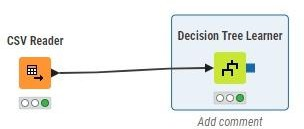 CSV Reader
Decision Tree Learner
Add comment